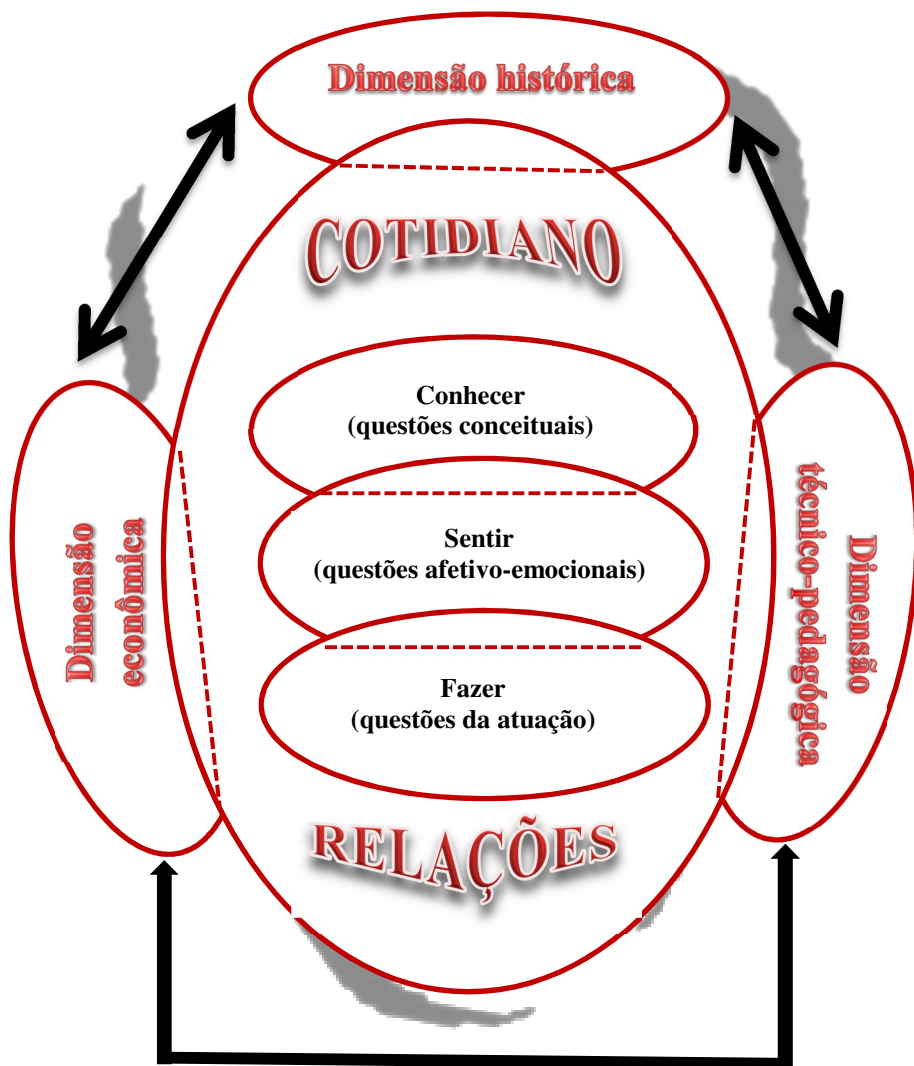 Dimensão histórica
COTIDIANO
Conhecer
(questões conceituais)
Sentir
(questões afetivo-emocionais)
Fazer
(questões da atuação)
RELAÇÕES
Dimensão
econômica
Dimensão
técnico-pedagógica